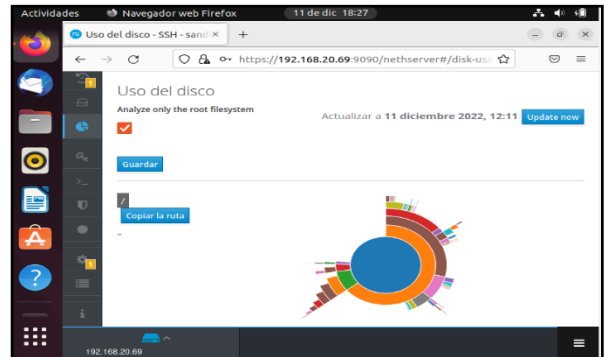 Actividades
Navegador web Firefox
11 de dic 18:27
Uso del disco - SSH - sand
https://192.168.20.69:9090/nethserver#/disk-usa
Uso del disco
Analyze only the root filesystem
Actualizar a 11 diciembre 2022, 12:11
Update now
Guardar
/
Copiar la ruta
-
1
1
192.168.20.69